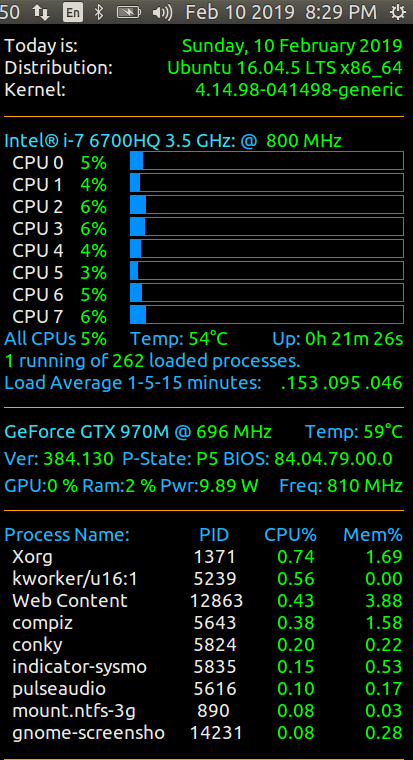 50 En Feb 10 2019 8:29 PM
Today is: Sunday, 10 February 2019
Distribution: Ubuntu 16.04.5 LTS x86_64
Kernel: 4.14.98-041498-generic
Intel® i-7 6700HQ 3.5 GHz: @ 800 MHz
CPU 0 5%
CPU 1 4%
CPU 2 6%
CPU 3 6%
CPU 4 4%
CPU 5 3%
CPU 6 5%
CPU 7 6%
All CPUs 5% Temp: 54°C Up: 0h 21m 26s
1 running of 262 loaded processes.
Load Average 1-5-15 minutes: .153 .095 .046
GeForce GTX 970M @ 696 MHz Temp: 59°C
Ver: 384.130 P-State: P5 BIOS: 84.04.79.00.0
GPU:0 % Ram:2 % Pwr:9.89 W Freq: 810 MHz
Process Name: PID CPU% Mem%
Xorg 1371 0.74 1.69
kworker/u16:1 5239 0.56 0.00
Web Content 12863 0.43 3.88
compiz 5643 0.38 1.58
conky 5824 0.20 0.22
indicator-sysmo 5835 0.15 0.53
pulseaudio 5616 0.10 0.17
mount.ntfs-3g 890 0.08 0.03
gnome-screensho 14231 0.08 0.28